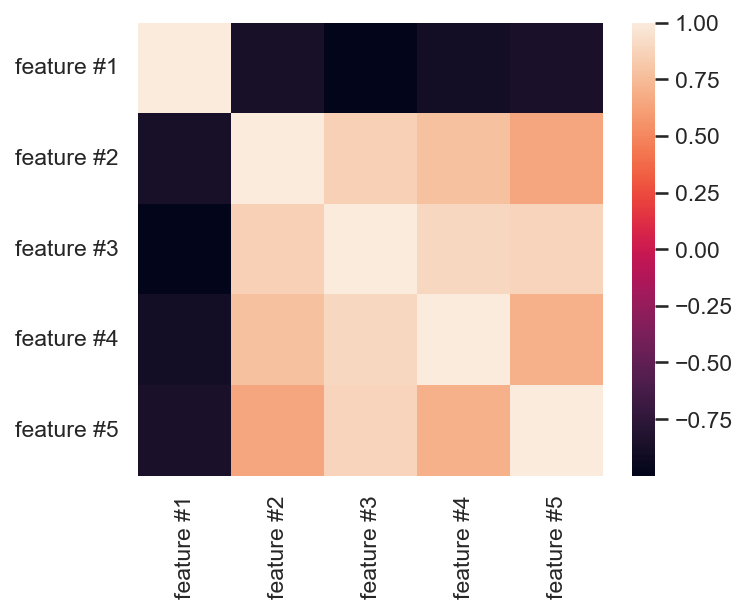 feature #1
feature #2
feature #3
feature #4
feature #5
feature #1
feature #2
feature #3
feature #4
feature #5
1.00
0.75
0.50
0.25
0.00
−0.25
−0.50
−0.75